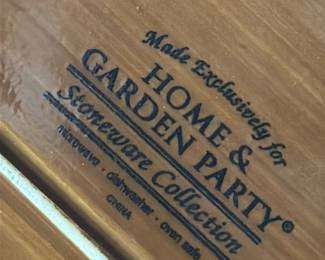 Made Exclusively for
HOME &
GARDEN PARTY®
Stoneware Collection
microwave · dishwasher · oven safe
CHINA